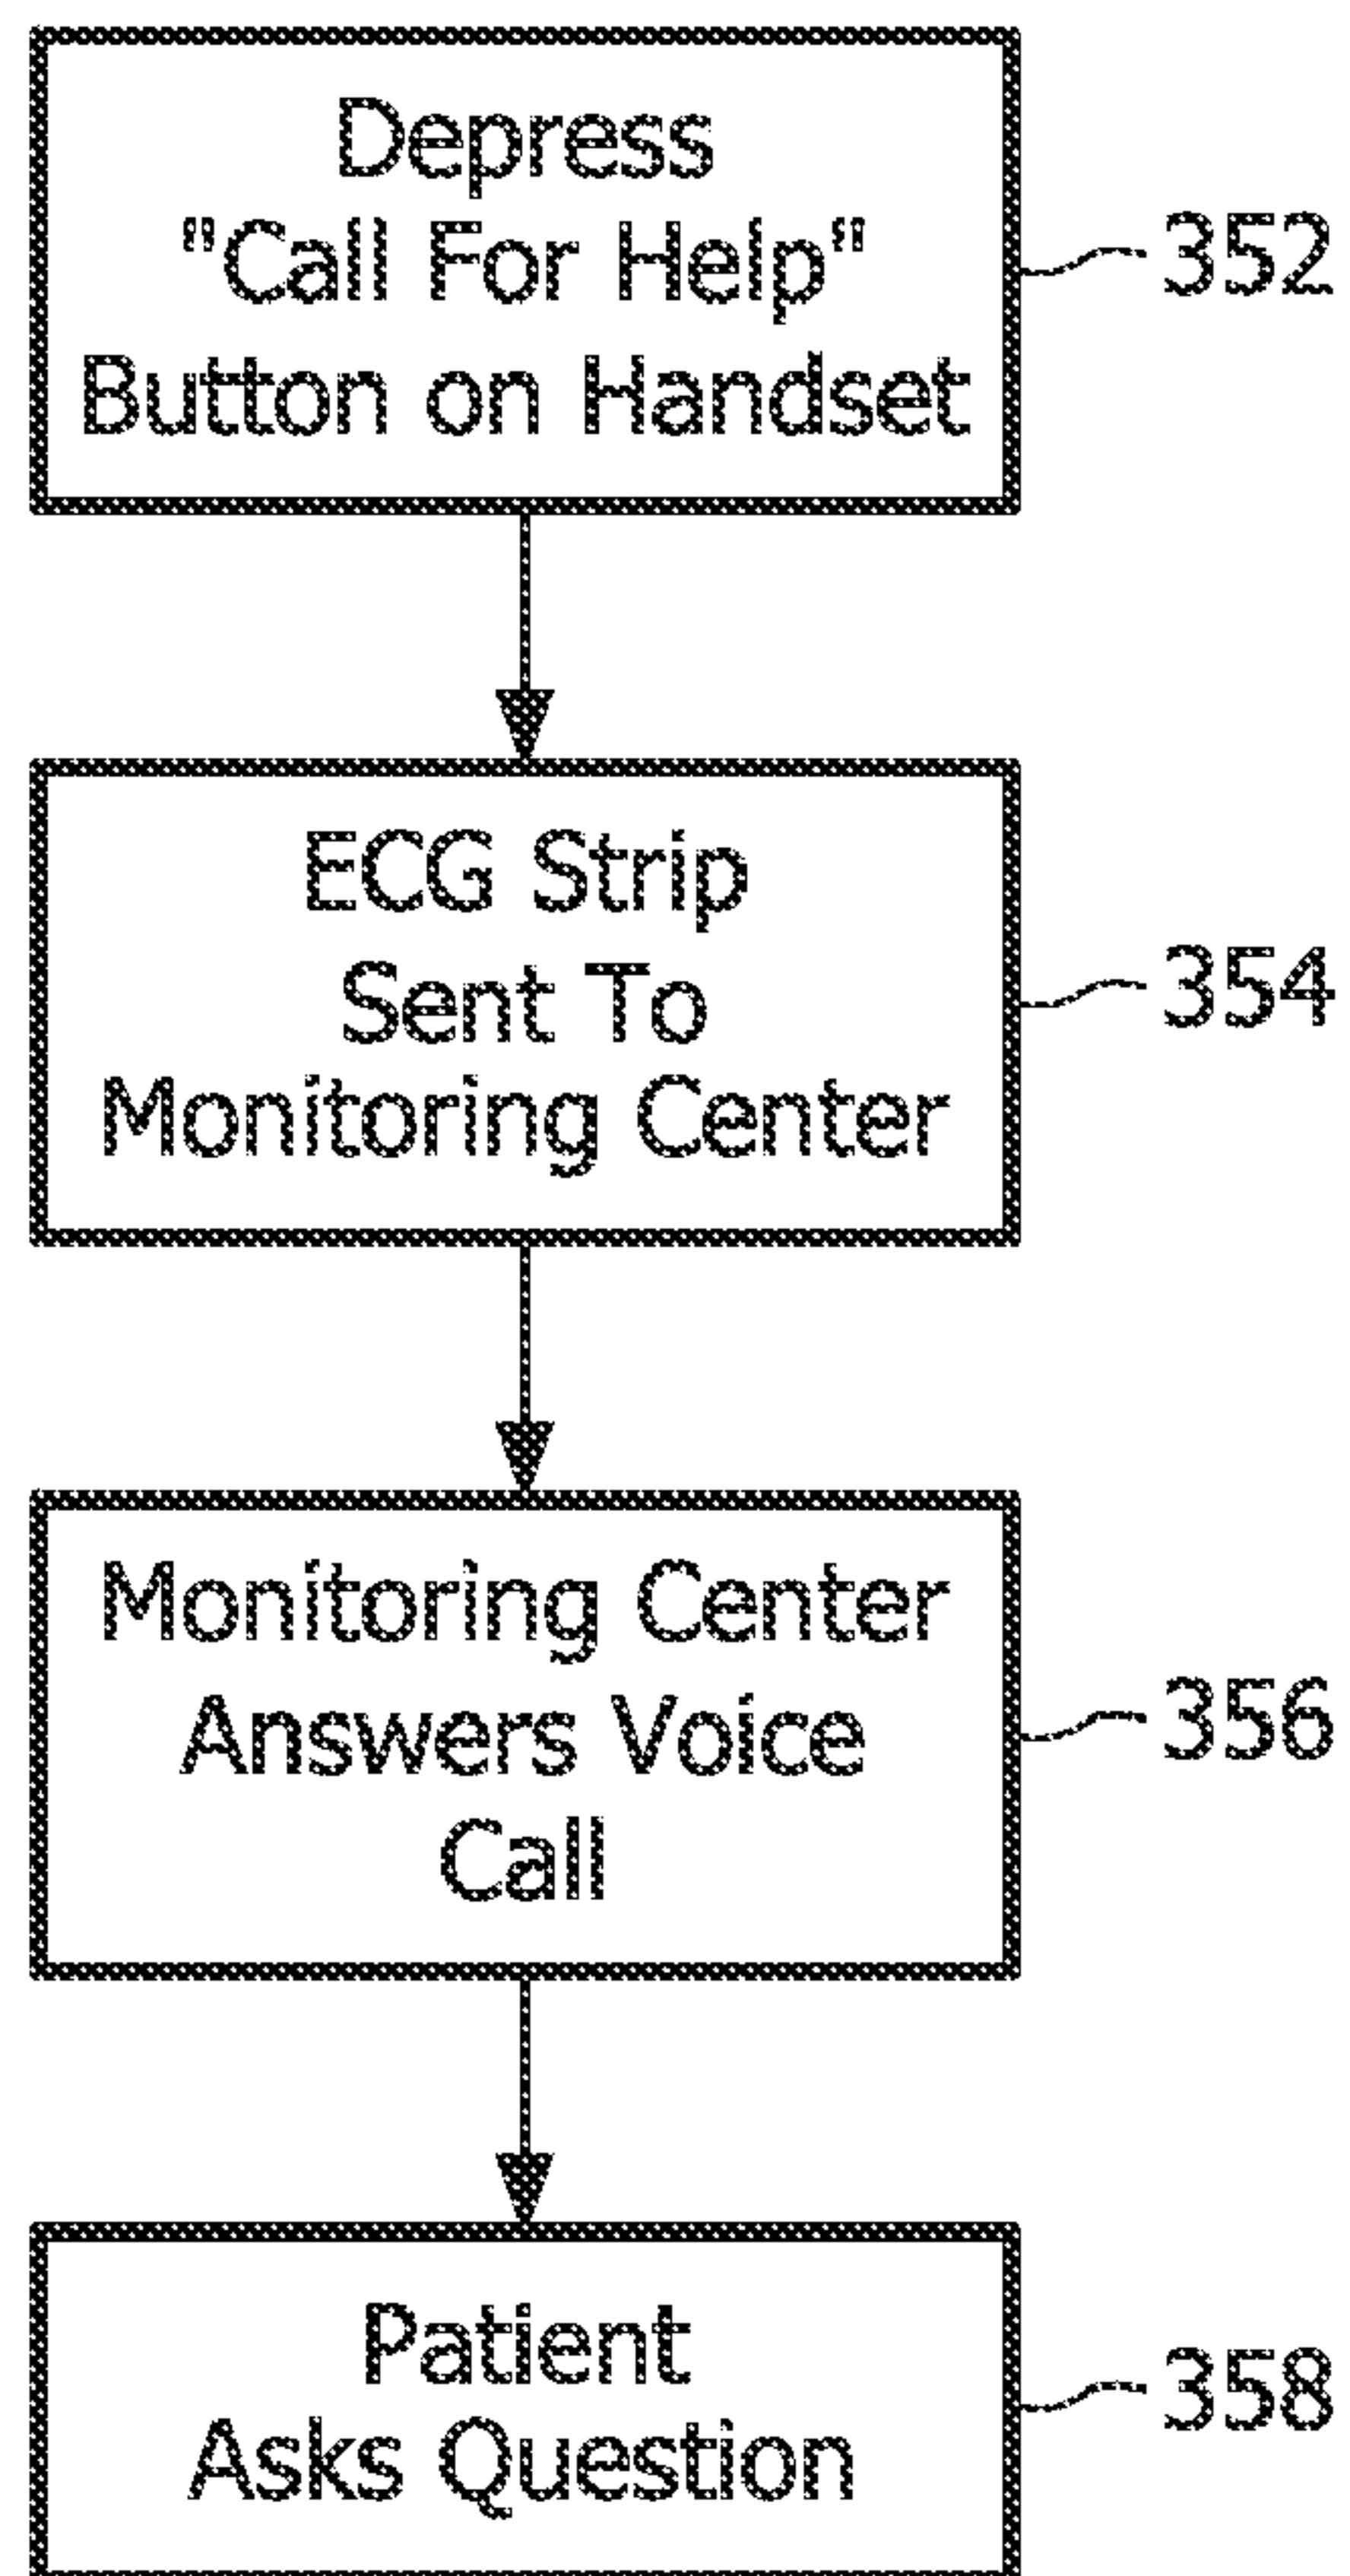 Depress
"Call For Help"
Button on Handset
352
ECG Strip
Sent To
Monitoring Center
354
Monitoring Center
Answers Voice
Call
356
Patient
Asks Question
358